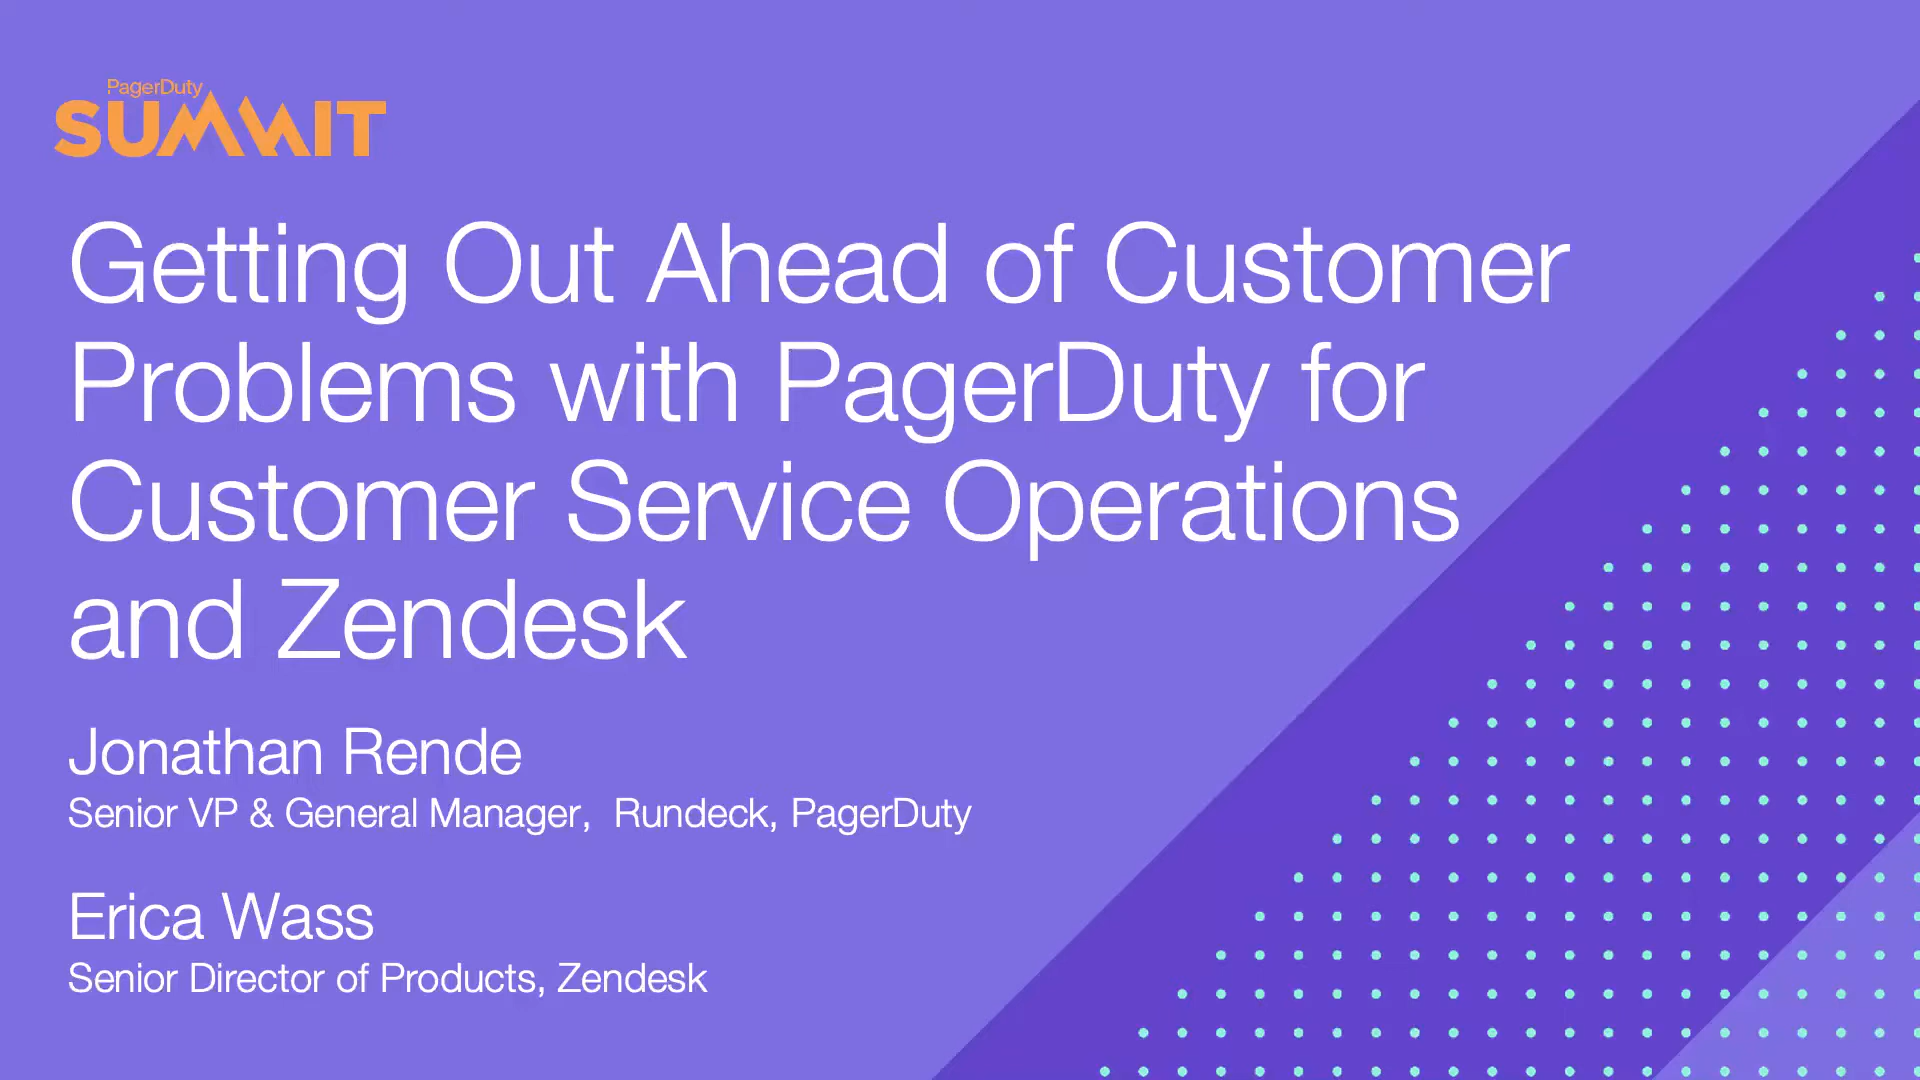 PagerDuty
SUMMIT
Getting Out Ahead of Customer
Problems with PagerDuty for
Customer Service Operations
and Zendesk
Jonathan Rende
Senior VP & General Manager,  Rundeck, PagerDuty
Erica Wass
Senior Director of Products, Zendesk